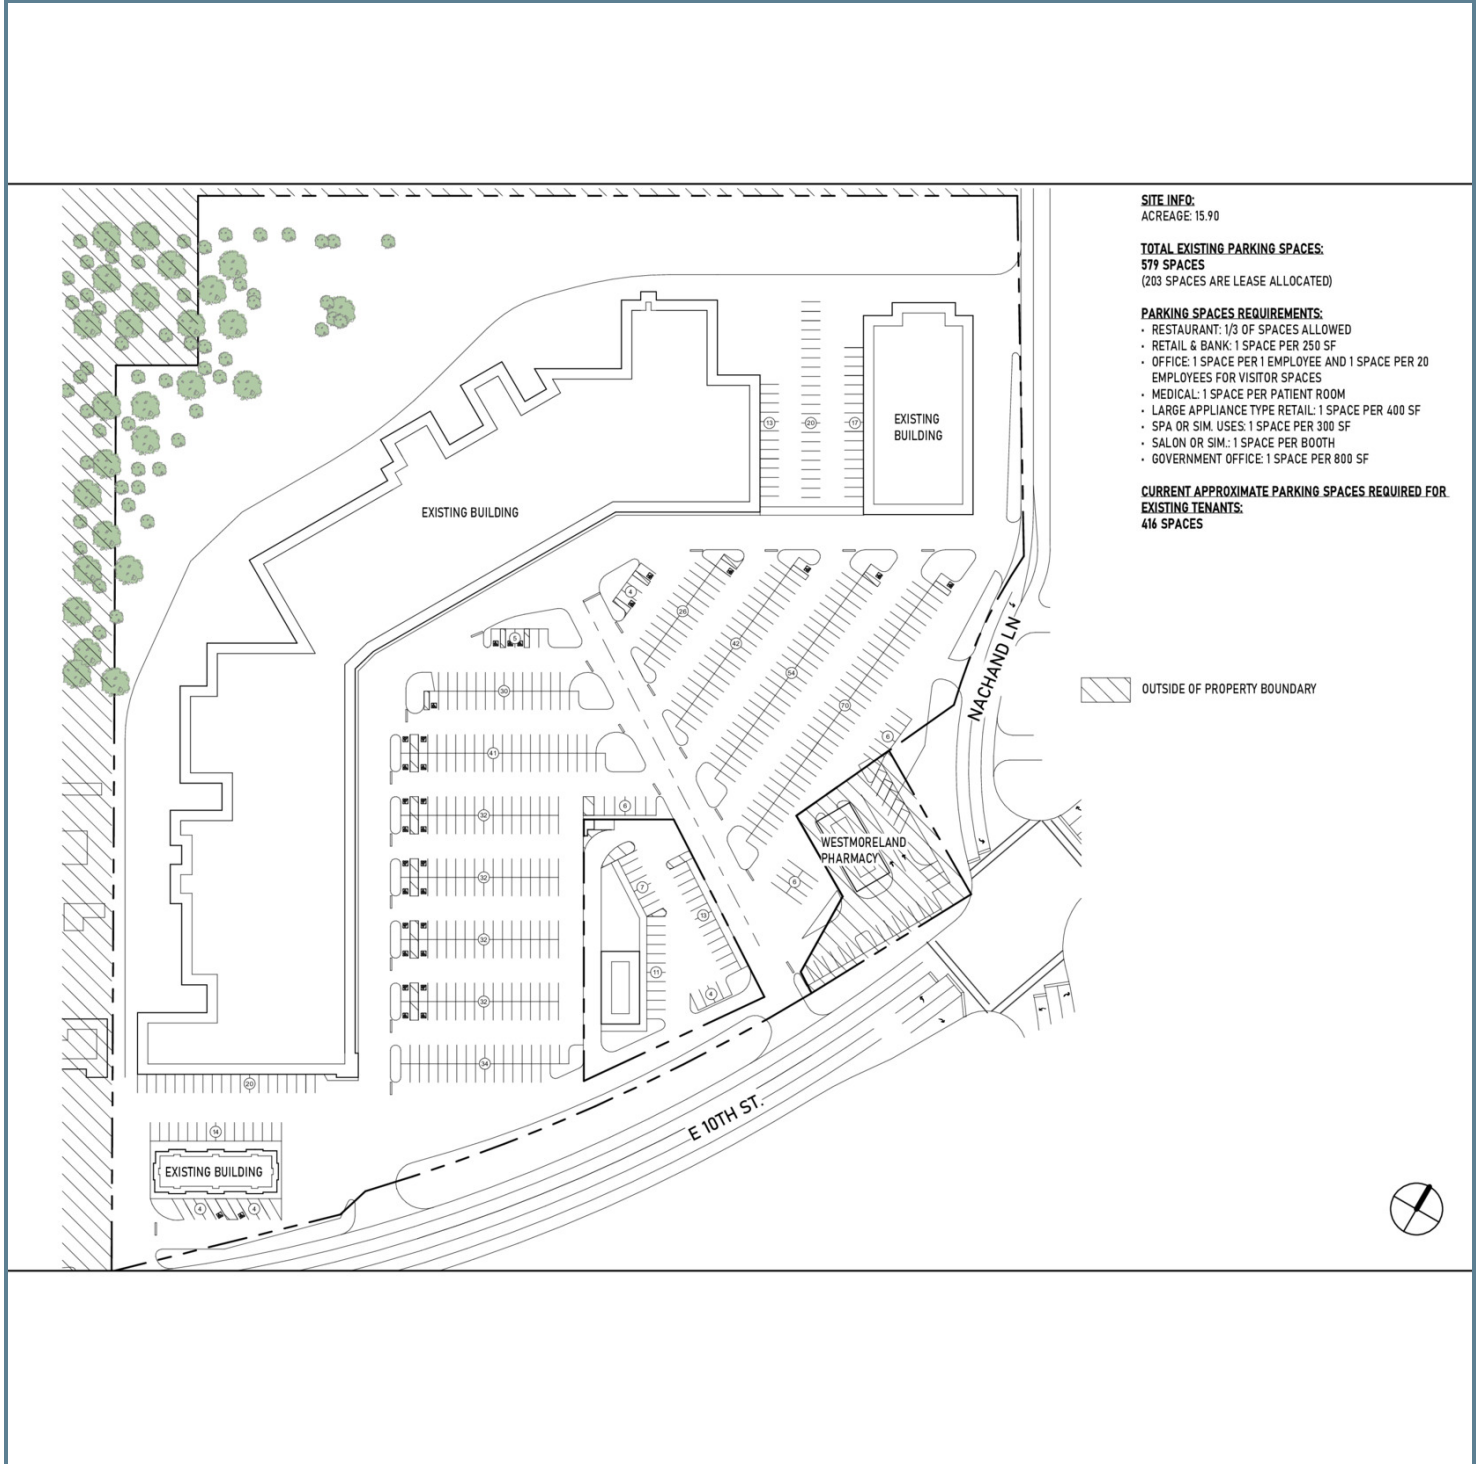 SITE INFO:
ACREAGE: 15.90
TOTAL EXISTING PARKING SPACES:
579 SPACES
(203 SPACES ARE LEASE ALLOCATED)
PARKING SPACES REQUIREMENTS:
• RESTAURANT: 1/3 OF SPACES ALLOWED
• RETAIL & BANK: 1 SPACE PER 250 SF
• OFFICE: 1 SPACE PER 1 EMPLOYEE AND 1 SPACE PER 20
EMPLOYEES FOR VISITOR SPACES
• MEDICAL: 1 SPACE PER PATIENT ROOM
• LARGE APPLIANCE TYPE RETAIL: 1 SPACE PER 400 SF
• SPA OR SIM. USES: 1 SPACE PER 300 SF
• SALON OR SIM.: 1 SPACE PER BOOTH
• GOVERNMENT OFFICE: 1 SPACE PER 800 SF
CURRENT APPROXIMATE PARKING SPACES REQUIRED FOR
EXISTING TENANTS:
416 SPACES
OUTSIDE OF PROPERTY BOUNDARY
EXISTING
BUILDING
13
20
17
EXISTING BUILDING
4
26
5
42
54
30
70
NACHAND LN
6
41
6
32
WESTMORELAND
PHARMACY
32
7
6
13
32
11
4
32
34
20
E 10TH ST.
14
EXISTING BUILDING
4
4